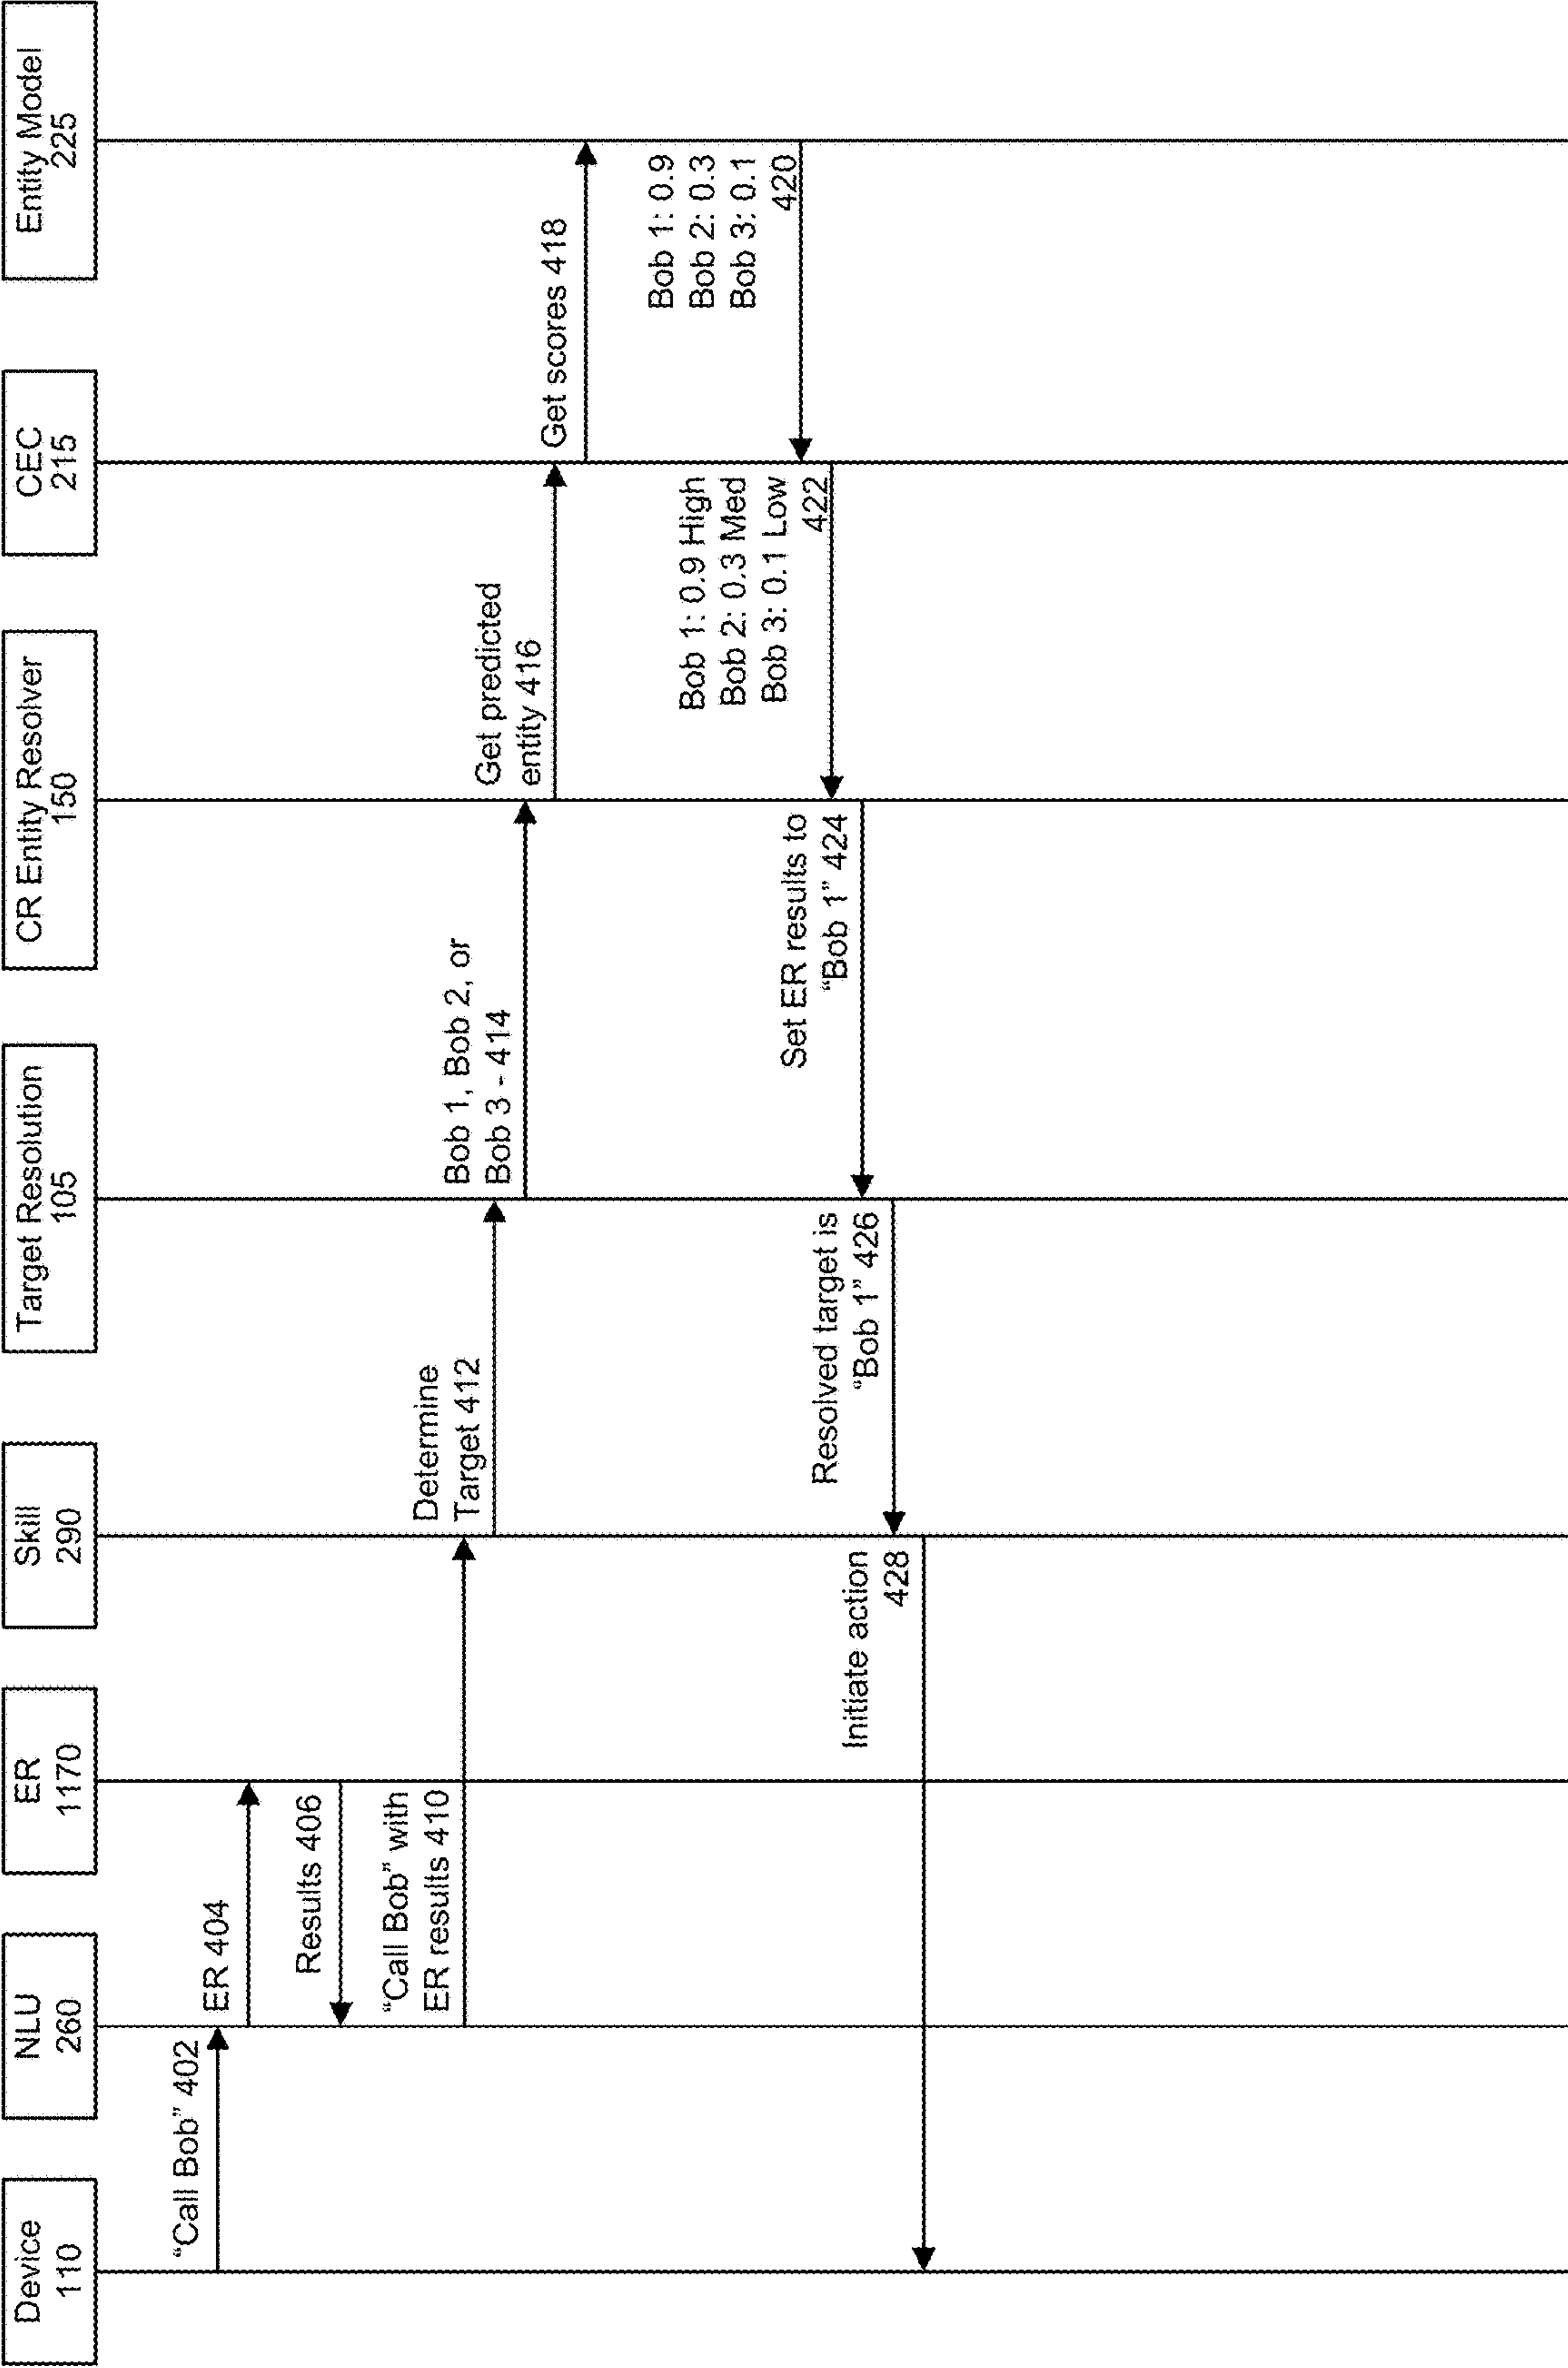 Device
110
NLU
260
ER
1170
Skill
290
Target Resolution
105
CR Entity Resolver
150
CEC
215
Entity Model
225
“Call Bob” 402
ER 404
Results 406
“Call Bob” with
ER results 410
Determine
Target 412
Bob 1, Bob 2, or
Bob 3 - 414
Get predicted
entity 416
Get scores 418
Bob 1: 0.9
Bob 2: 0.3
Bob 3: 0.1
420
Bob 1: 0.9 High
Bob 2: 0.3 Med
Bob 3: 0.1 Low
422
Set ER results to
“Bob 1” 424
Resolved target is
“Bob 1” 426
Initiate action
428